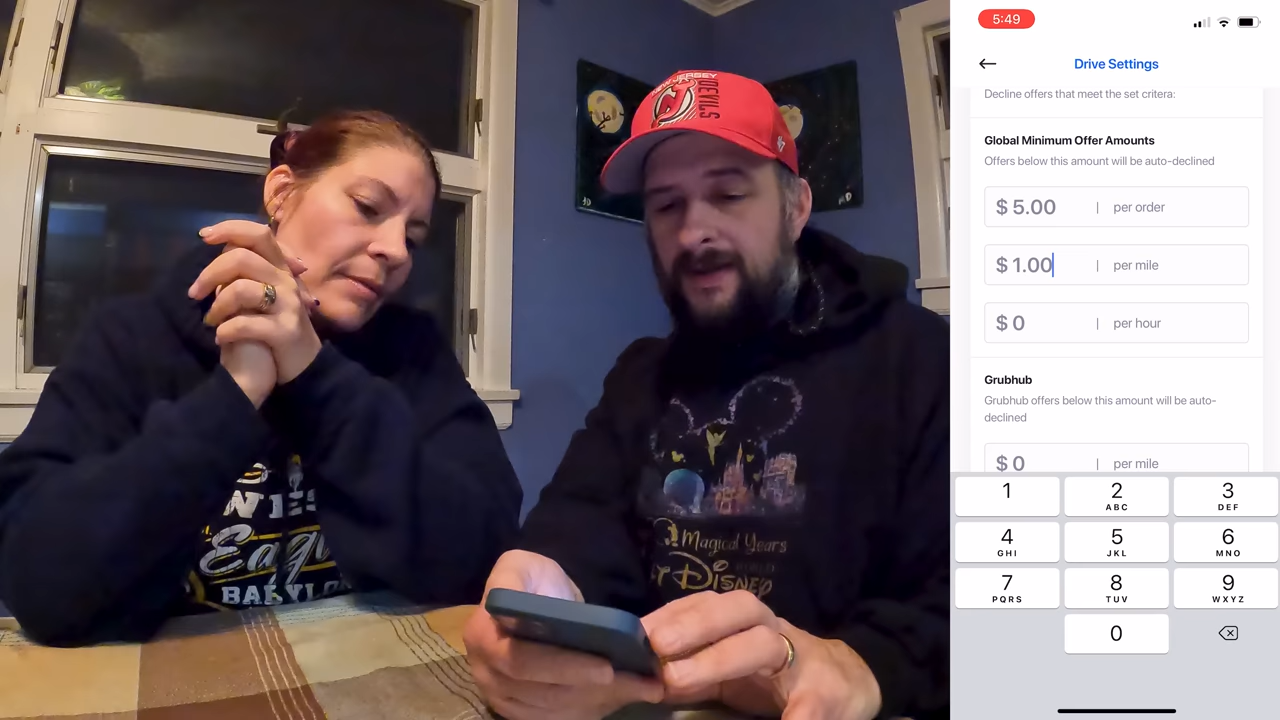 5:49
Drive Settings
Decline offers that meet the set critera:
Global Minimum Offer Amounts
Offers below this amount will be auto-declined
$ 5.00 | per order
$ 1.00 | per mile
$ 0 | per hour
Grubhub
Grubhub offers below this amount will be auto-
declined
$ 0 | per mile
1 2 ABC 3 DEF
4 GHI 5 JKL 6 MNO
7 PQRS 8 TUV 9 WXYZ
0
NEW JERSEY
DEVILS
Magical Years
Disney